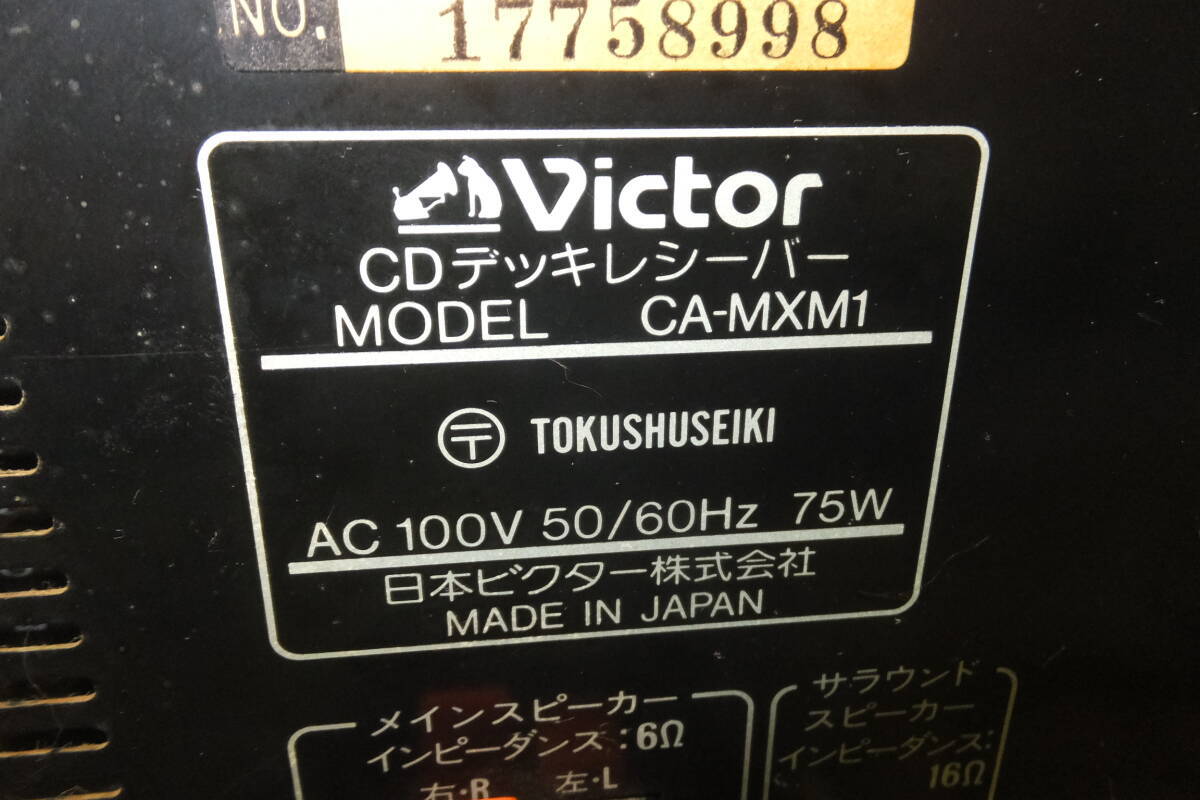 NO. 17758998
Victor
CDデッキレシーバー
MODEL CA-MXM1
〒 TOKUSHUSEIKI
AC 100V 50/60Hz 75W
日本ビクター株式会社
MADE IN JAPAN
メインスピーカー
インピーダンス:6Ω
右・R 左・L
サラウンド
スピーカー
インピーダンス:
16Ω